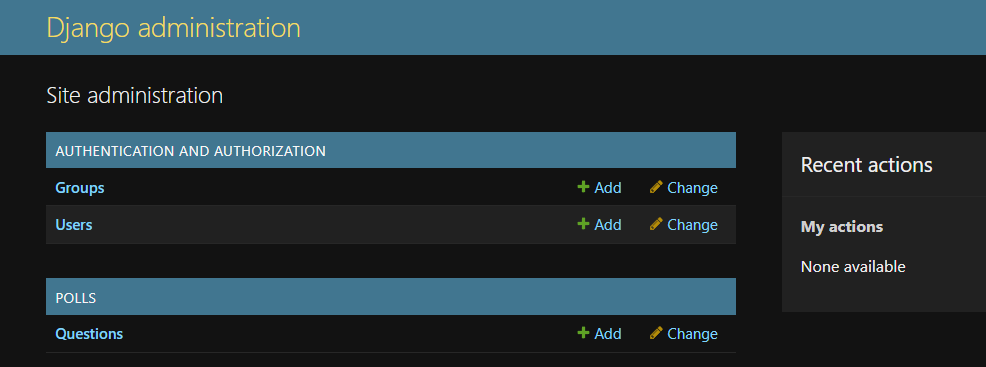 Django administration
Site administration
AUTHENTICATION AND AUTHORIZATION
Groups Add Change
Users Add Change
POLLS
Questions Add Change
Recent actions
My actions
None available